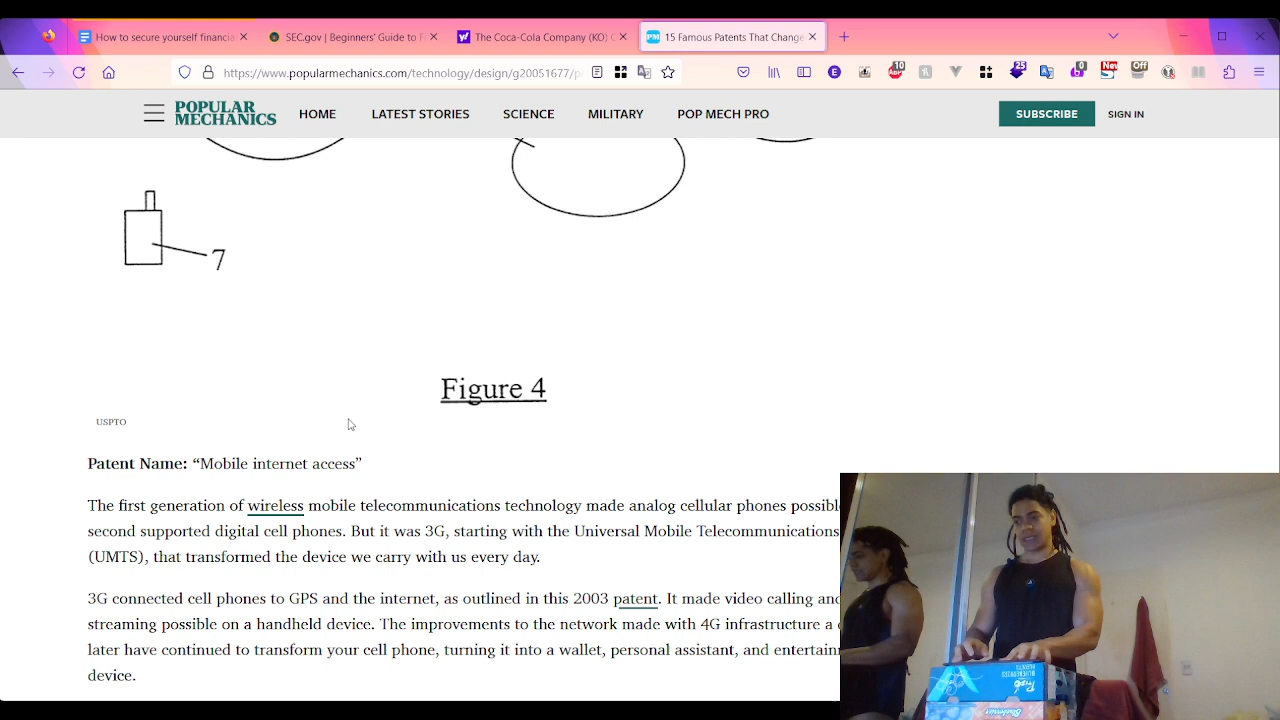 How to secure yourself financia
SEC.gov | Beginners' Guide to F
The Coca-Cola Company (KO)
15 Famous Patents That Change
https://www.popularmechanics.com/technology/design/g20051677/p
10
25
0
New
Off
POPULAR
MECHANICS
HOME
LATEST STORIES
SCIENCE
MILITARY
POP MECH PRO
SUBSCRIBE
SIGN IN
7
Figure 4
USPTO
Patent Name: “Mobile internet access”
The first generation of wireless mobile telecommunications technology made analog cellular phones possibl
second supported digital cell phones. But it was 3G, starting with the Universal Mobile Telecommunications
(UMTS), that transformed the device we carry with us every day.
3G connected cell phones to GPS and the internet, as outlined in this 2003 patent. It made video calling and
streaming possible on a handheld device. The improvements to the network made with 4G infrastructure a
later have continued to transform your cell phone, turning it into a wallet, personal assistant, and entertain
device.